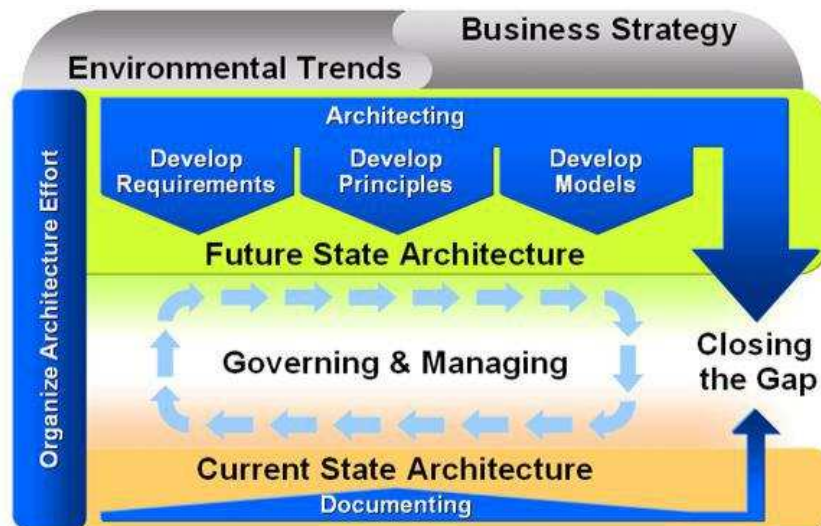 Business Strategy
Environmental Trends
Organize Architecture Effort
Architecting
Develop
Requirements
Develop
Principles
Develop
Models
Future State Architecture
Governing & Managing
Closing
the Gap
Current State Architecture
Documenting